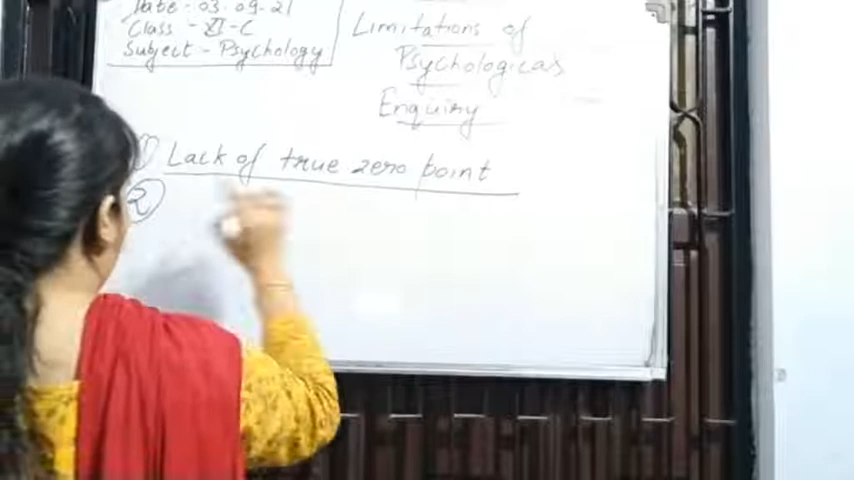 Date - 03-09-21
Class - XI - C
Subject - Psychology
Limitations of
Psychological
Enquiry
① Lack of true zero point
②